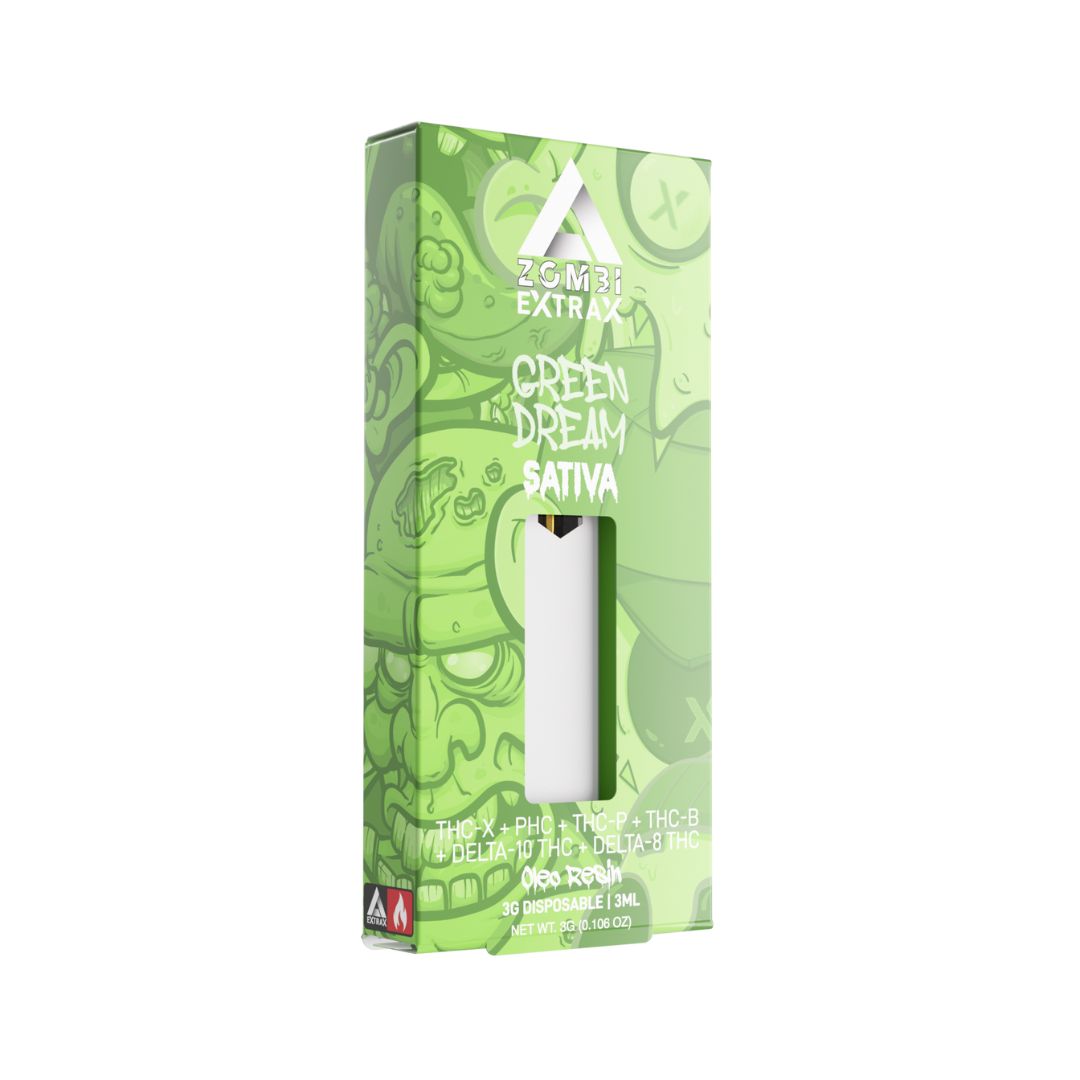 ZOMBI
EXTRAX
GREEN
DREAM
SATIVA
THC-X + PHC + THC-P + THC-B
+ DELTA-10 THC + DELTA-8 THC
Oleo Resin
3G DISPOSABLE | 3ML
NET WT. 3G (0.106 OZ)
EXTRAX
X
X